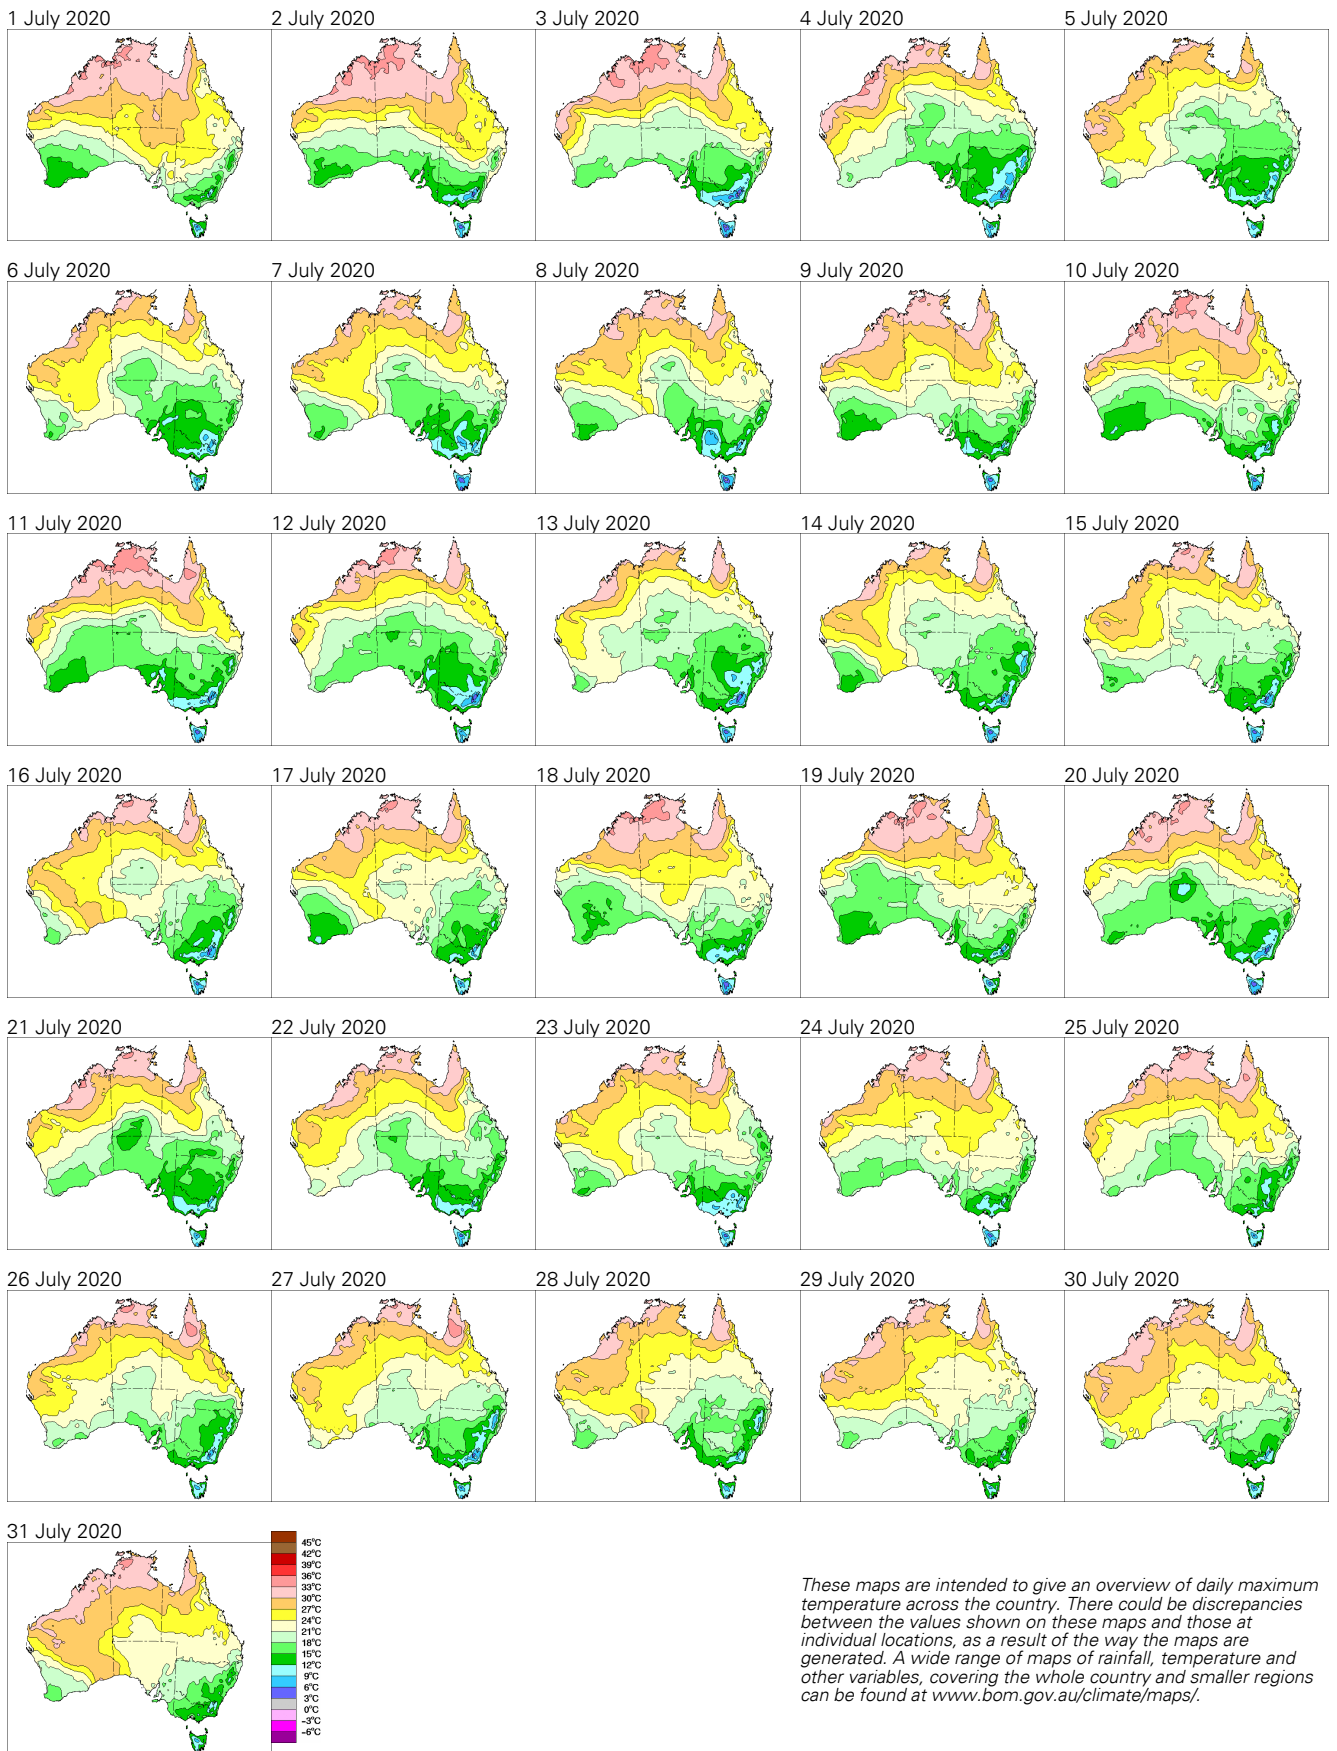 1 July 2020
2 July 2020
3 July 2020
4 July 2020
5 July 2020
6 July 2020
7 July 2020
8 July 2020
9 July 2020
10 July 2020
11 July 2020
12 July 2020
13 July 2020
14 July 2020
15 July 2020
16 July 2020
17 July 2020
18 July 2020
19 July 2020
20 July 2020
21 July 2020
22 July 2020
23 July 2020
24 July 2020
25 July 2020
26 July 2020
27 July 2020
28 July 2020
29 July 2020
30 July 2020
31 July 2020
45°C
42°C
39°C
36°C
33°C
30°C
27°C
24°C
21°C
18°C
15°C
12°C
9°C
6°C
3°C
0°C
-3°C
-6°C
These maps are intended to give an overview of daily maximum
temperature across the country. There could be discrepancies
between the values shown on these maps and those at
individual locations, as a result of the way the maps are
generated. A wide range of maps of rainfall, temperature and
other variables, covering the whole country and smaller regions
can be found at www.bom.gov.au/climate/maps/.